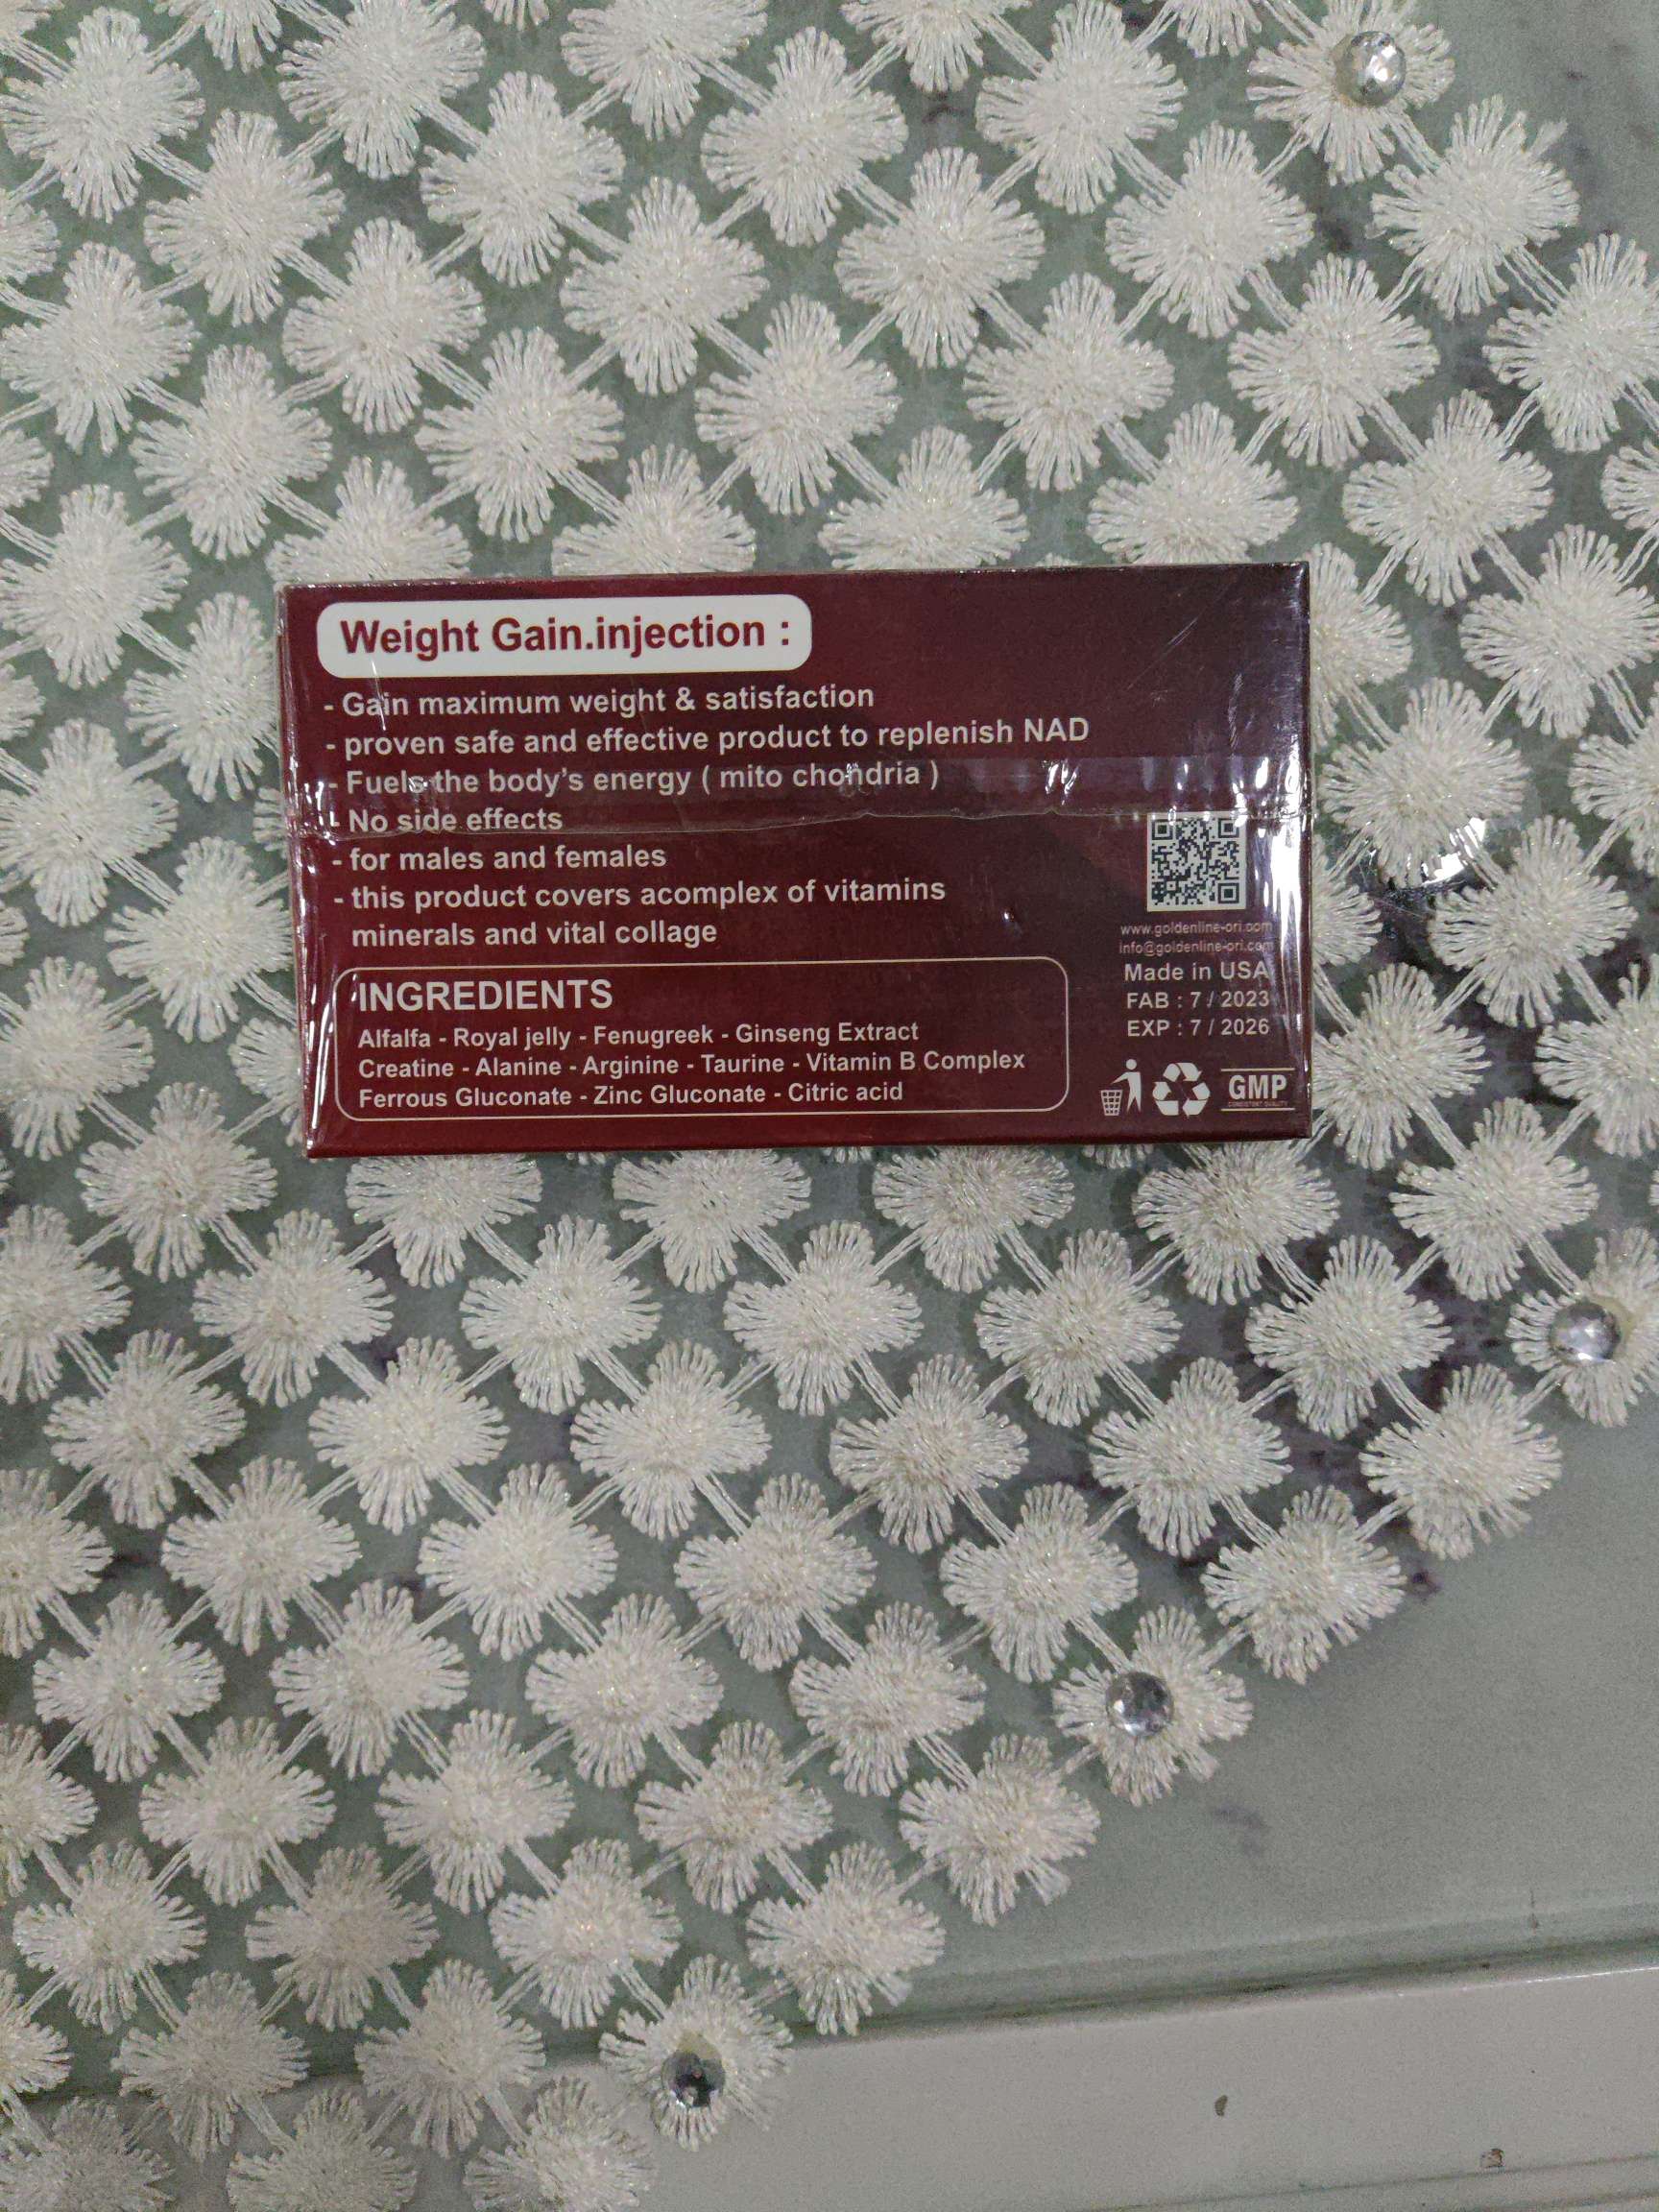 Weight Gain.injection :
- Gain maximum weight & satisfaction
- proven safe and effective product to replenish NAD
- Fuels the body's energy ( mito chondria )
- No side effects
- for males and females
- this product covers acomplex of vitamins
minerals and vital collage
INGREDIENTS
Alfalfa - Royal jelly - Fenugreek - Ginseng Extract
Creatine - Alanine - Arginine - Taurine - Vitamin B Complex
Ferrous Gluconate - Zinc Gluconate - Citric acid
www.goldenline-ori.com
info@goldenline-ori.com
Made in USA
FAB : 7 / 2023
EXP : 7 / 2026
GMP
CONSISTENT QUALITY